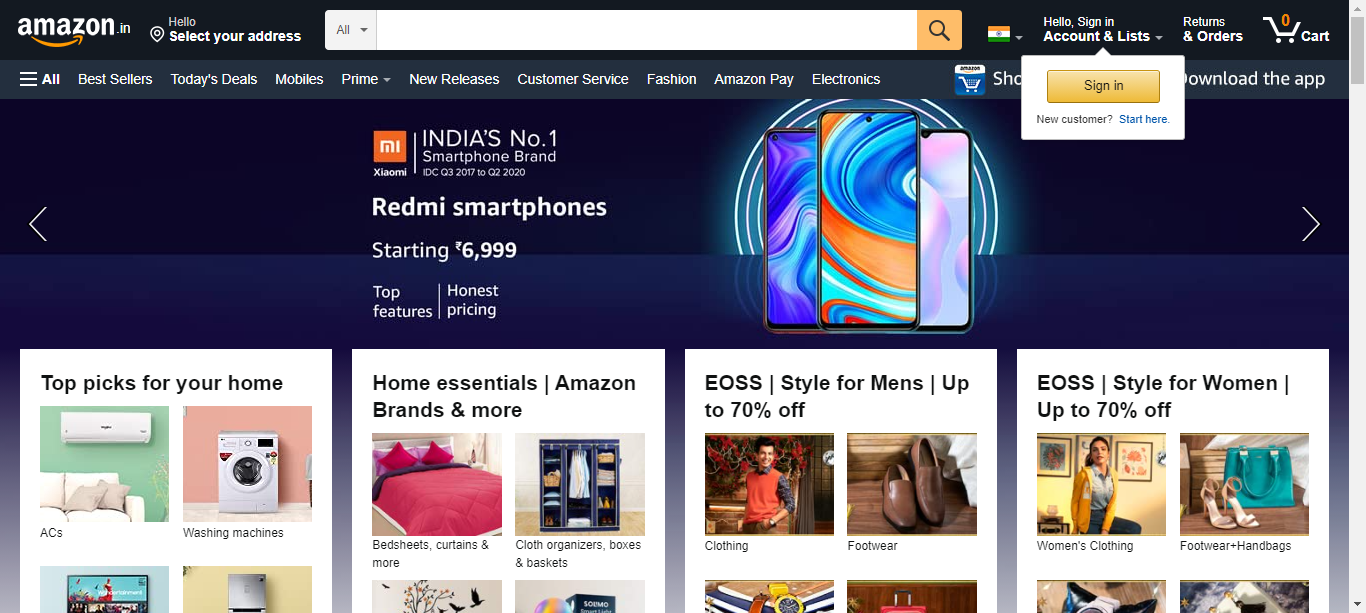 amazon.in
Hello
Select your address
All
Hello, Sign in
Account & Lists
Returns
& Orders
0
Cart
All
Best Sellers
Today's Deals
Mobiles
Prime
New Releases
Customer Service
Fashion
Amazon Pay
Electronics
amazon
Sho
Download the app
Sign in
New customer? Start here.
mi
Xiaomi
INDIA'S No.1
Smartphone Brand
IDC Q3 2017 to Q2 2020
Redmi smartphones
Starting ₹6,999
Top
features
Honest
pricing
Top picks for your home
ACs
Washing machines
Home essentials | Amazon
Brands & more
Bedsheets, curtains &
more
Cloth organizers, boxes
& baskets
SOLIMO
EOSS | Style for Mens | Up
to 70% off
Clothing
Footwear
EOSS | Style for Women |
Up to 70% off
Women's Clothing
Footwear+Handbags